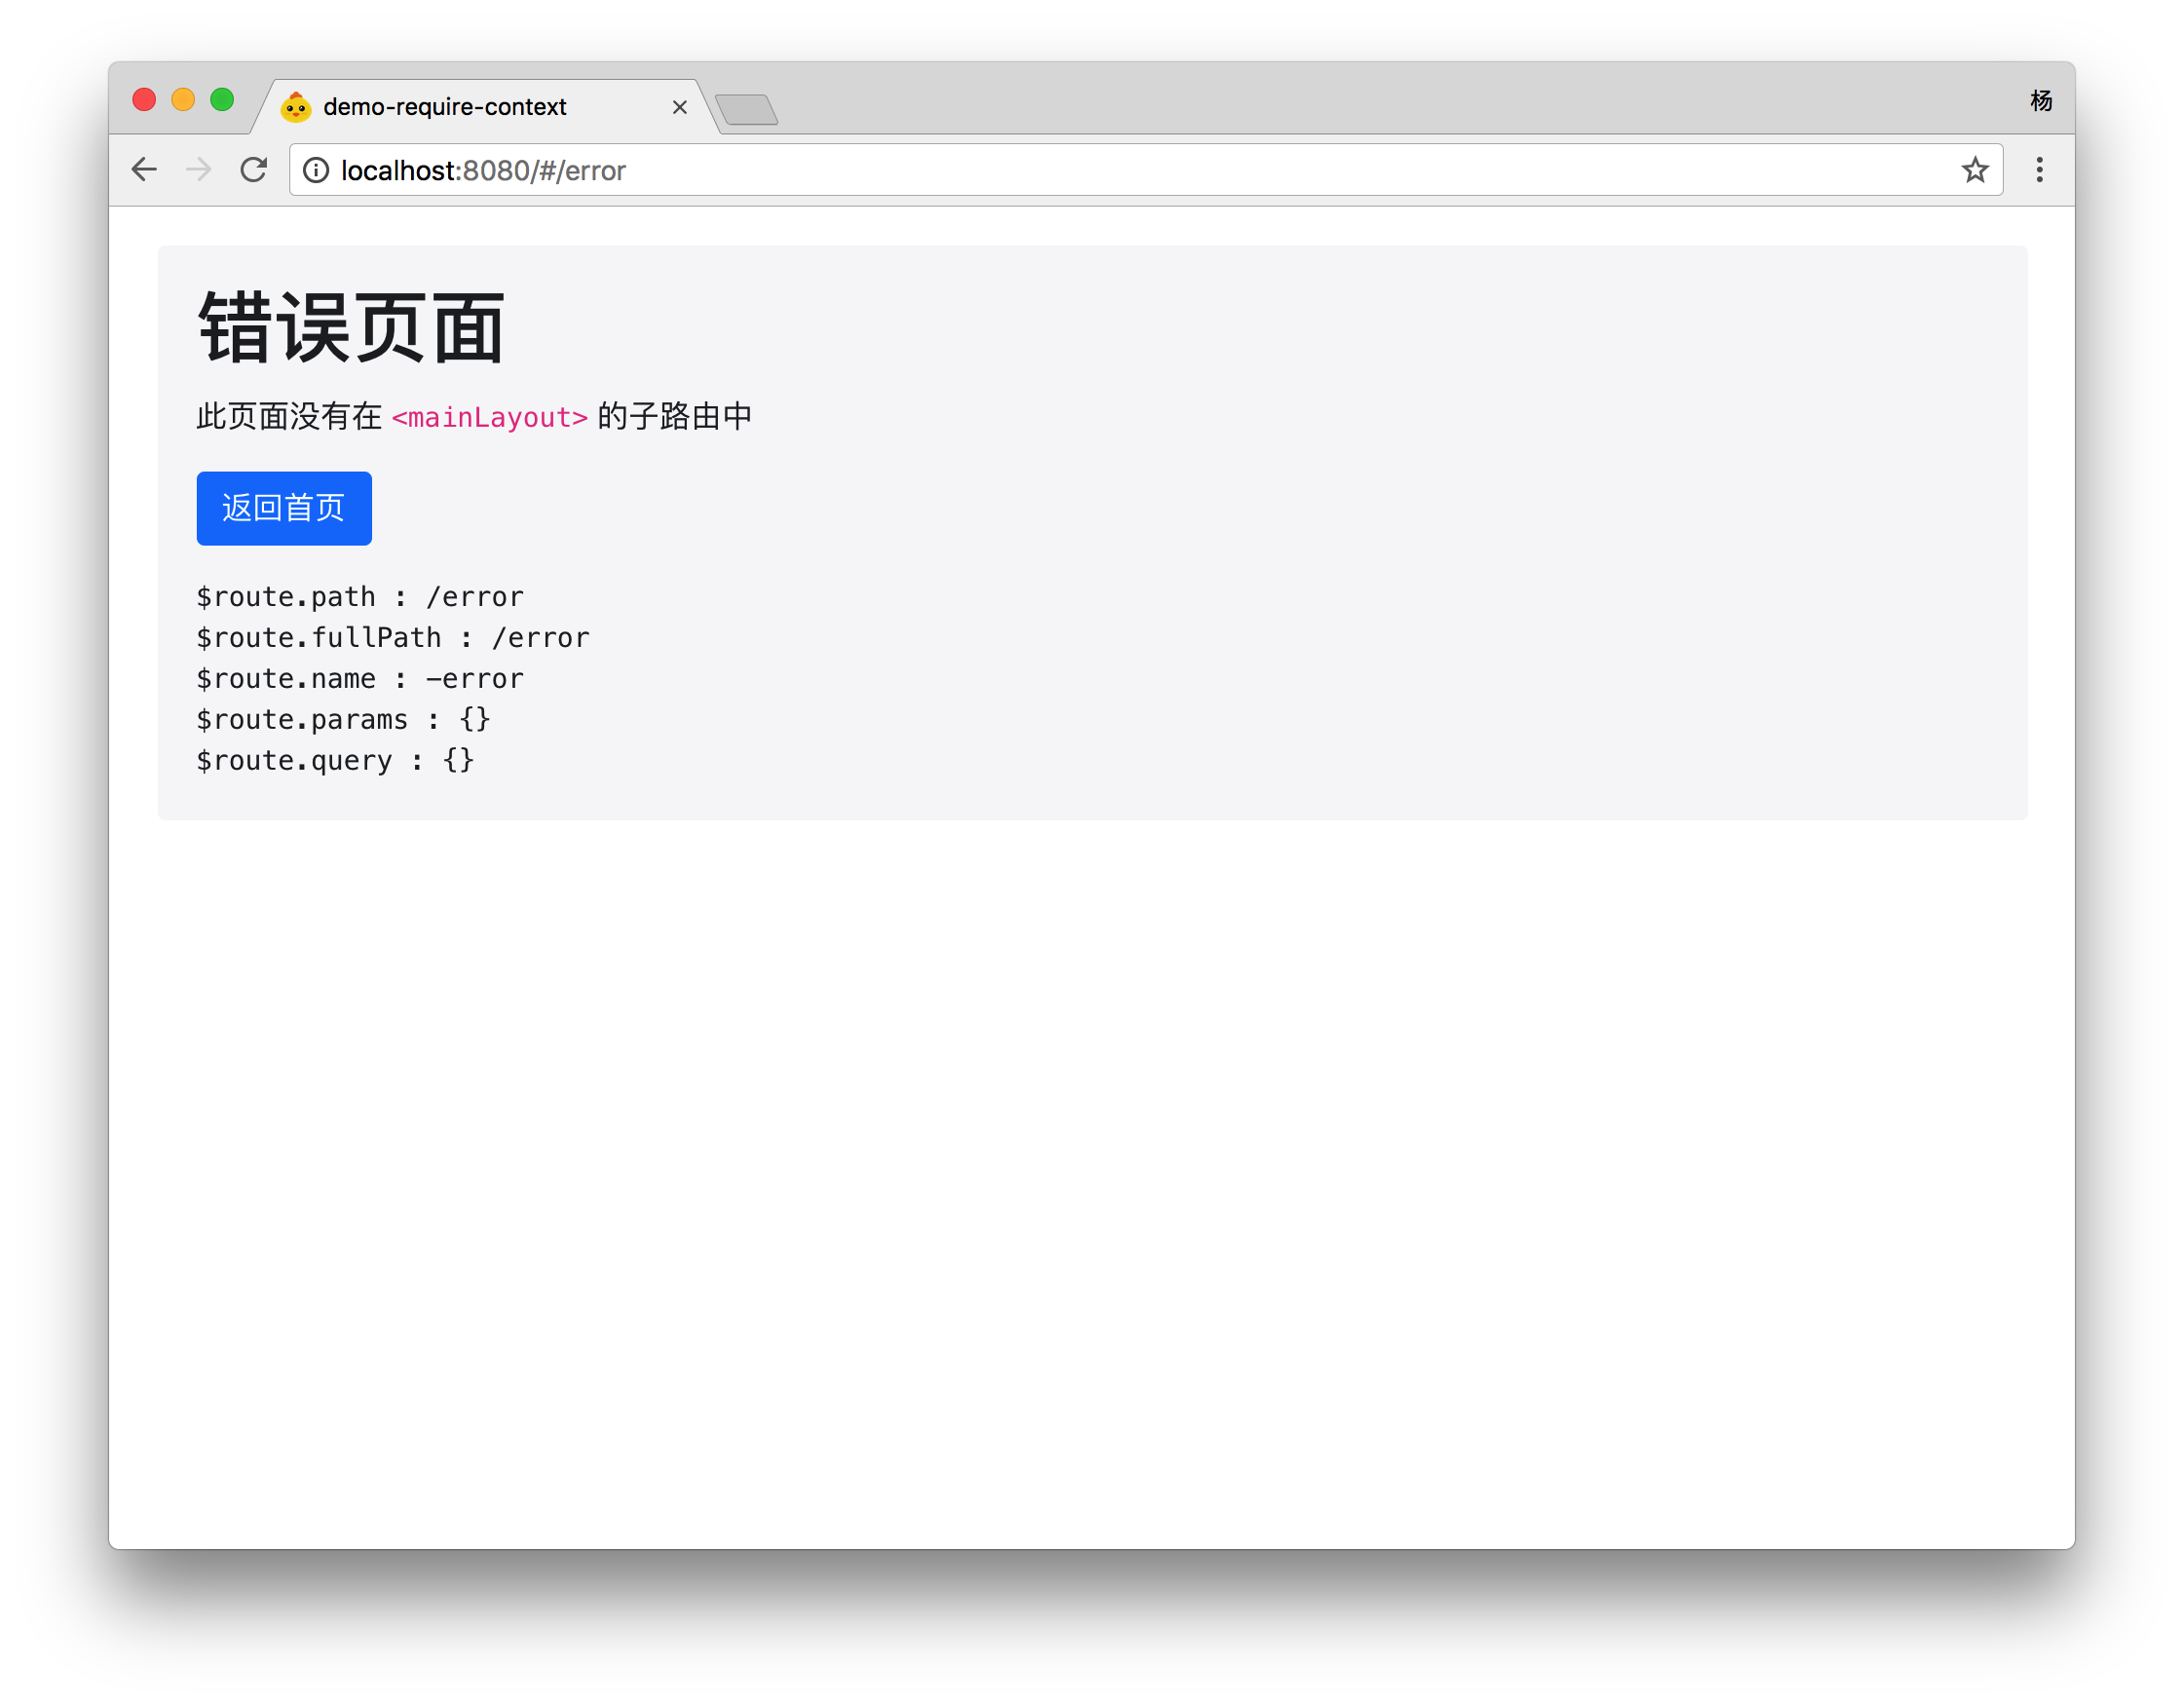 demo-require-context
杨
localhost:8080/#/error
错误页面
此页面没有在 <mainLayout> 的子路由中
返回首页
$route.path : /error
$route.fullPath : /error
$route.name : -error
$route.params : {}
$route.query : {}